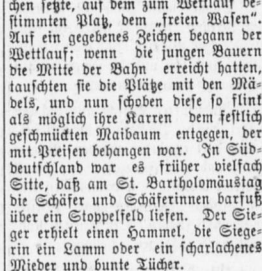 chen setzte, auf dem zum Wettlauf be-
stimmten Platz, dem „freien Wasen“.
Auf ein gegebenes Zeichen begann der
Wettlauf; wenn die jungen Bauern
die Mitte der Bahn erreicht hatten,
tauschten sie die Plätze mit den Mä-
dels, und nun schoben diese so flink
als möglich ihre Karren dem festlich
geschmückten Maibaum entgegen, der
mit Preisen behangen war. In Süd-
deutschland war es früher vielfach
Sitte, daß am St. Bartholomäustag
die Schäfer und Schäferinnen barfuß
über ein Stoppelfeld liefen. Der Sie-
ger erhielt einen Hammel, die Siege-
rin ein Lamm oder ein scharlachenes
Mieder und bunte Tücher.